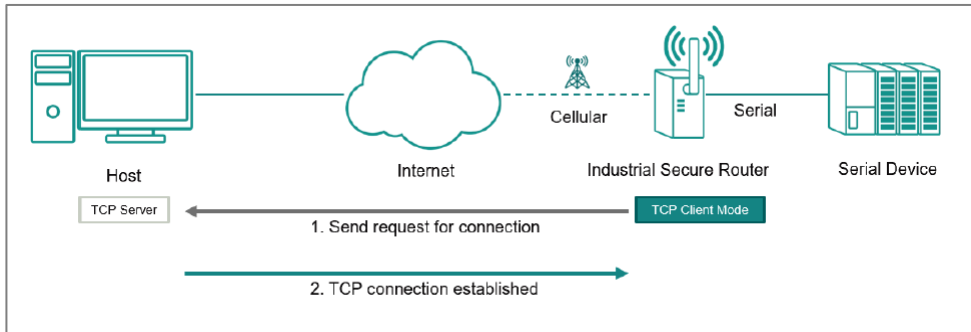 Cellular
Serial
Host
Internet
Industrial Secure Router
Serial Device
TCP Server
TCP Client Mode
1. Send request for connection
2. TCP connection established